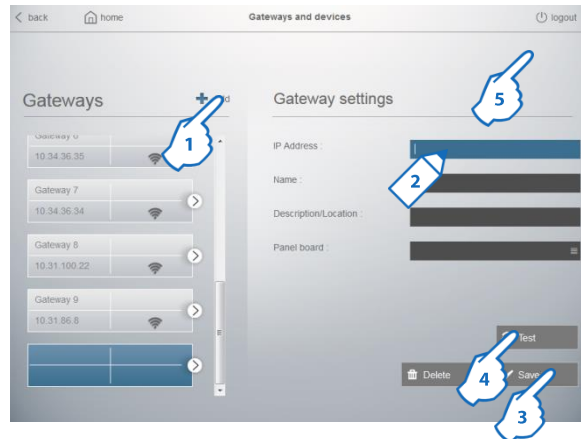 back
home
Gateways and devices
logout
Gateways
5
Gateway settings
1
10.34.36.35
IP Address :
2
Gateway 7
10.34.36.34
Name :
Description/Location :
Gateway 8
10.31.100.22
Panel board :
Gateway 9
10.31.86.8
Test
4
Delete
Save
3